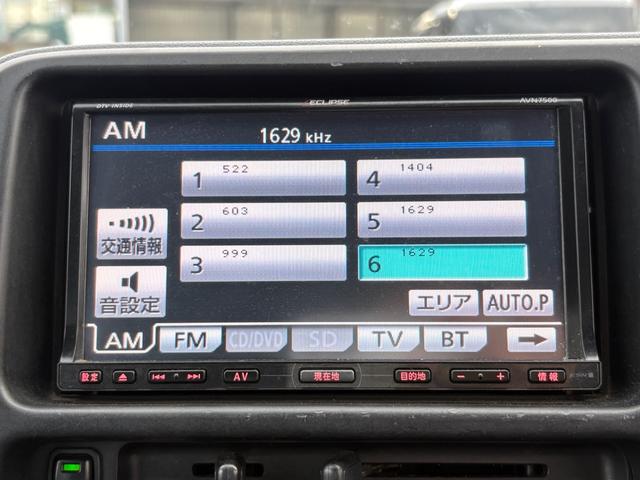 DTV INSIDE ECLIPSE AVN7500
AM 1629 kHz
1 522
4 1404
2 603
5 1629
3 999
6 1629
交通情報
音設定
エリア AUTO.P
AM FM CD/DVD SD TV BT
設定 AV 現在地 目的地 − + 情報